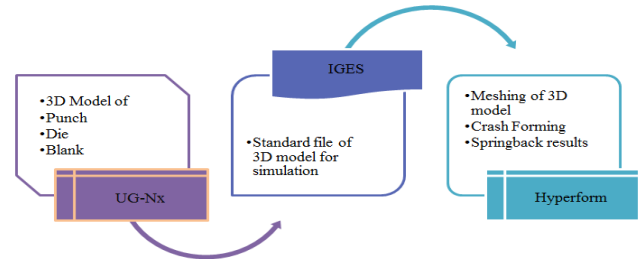 •3D Model of
•Punch
•Die
•Blank
UG-Nx
IGES
•Standard file of
3D model for
simulation
•Meshing of 3D
model
•Crash Forming
•Springback results
Hyperform